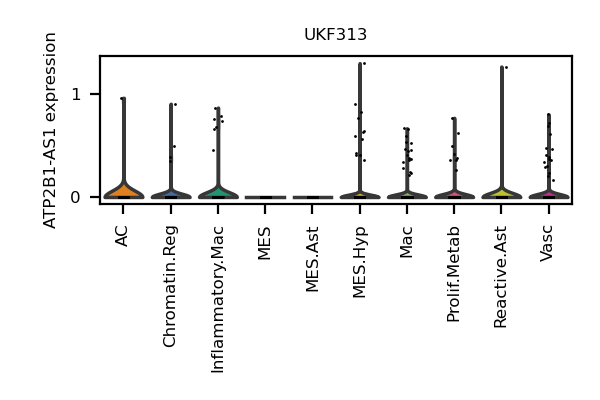 UKF313
ATP2B1-AS1 expression
1
0
AC
Chromatin.Reg
Inflammatory.Mac
MES
MES.Ast
MES.Hyp
Mac
Prolif.Metab
Reactive.Ast
Vasc